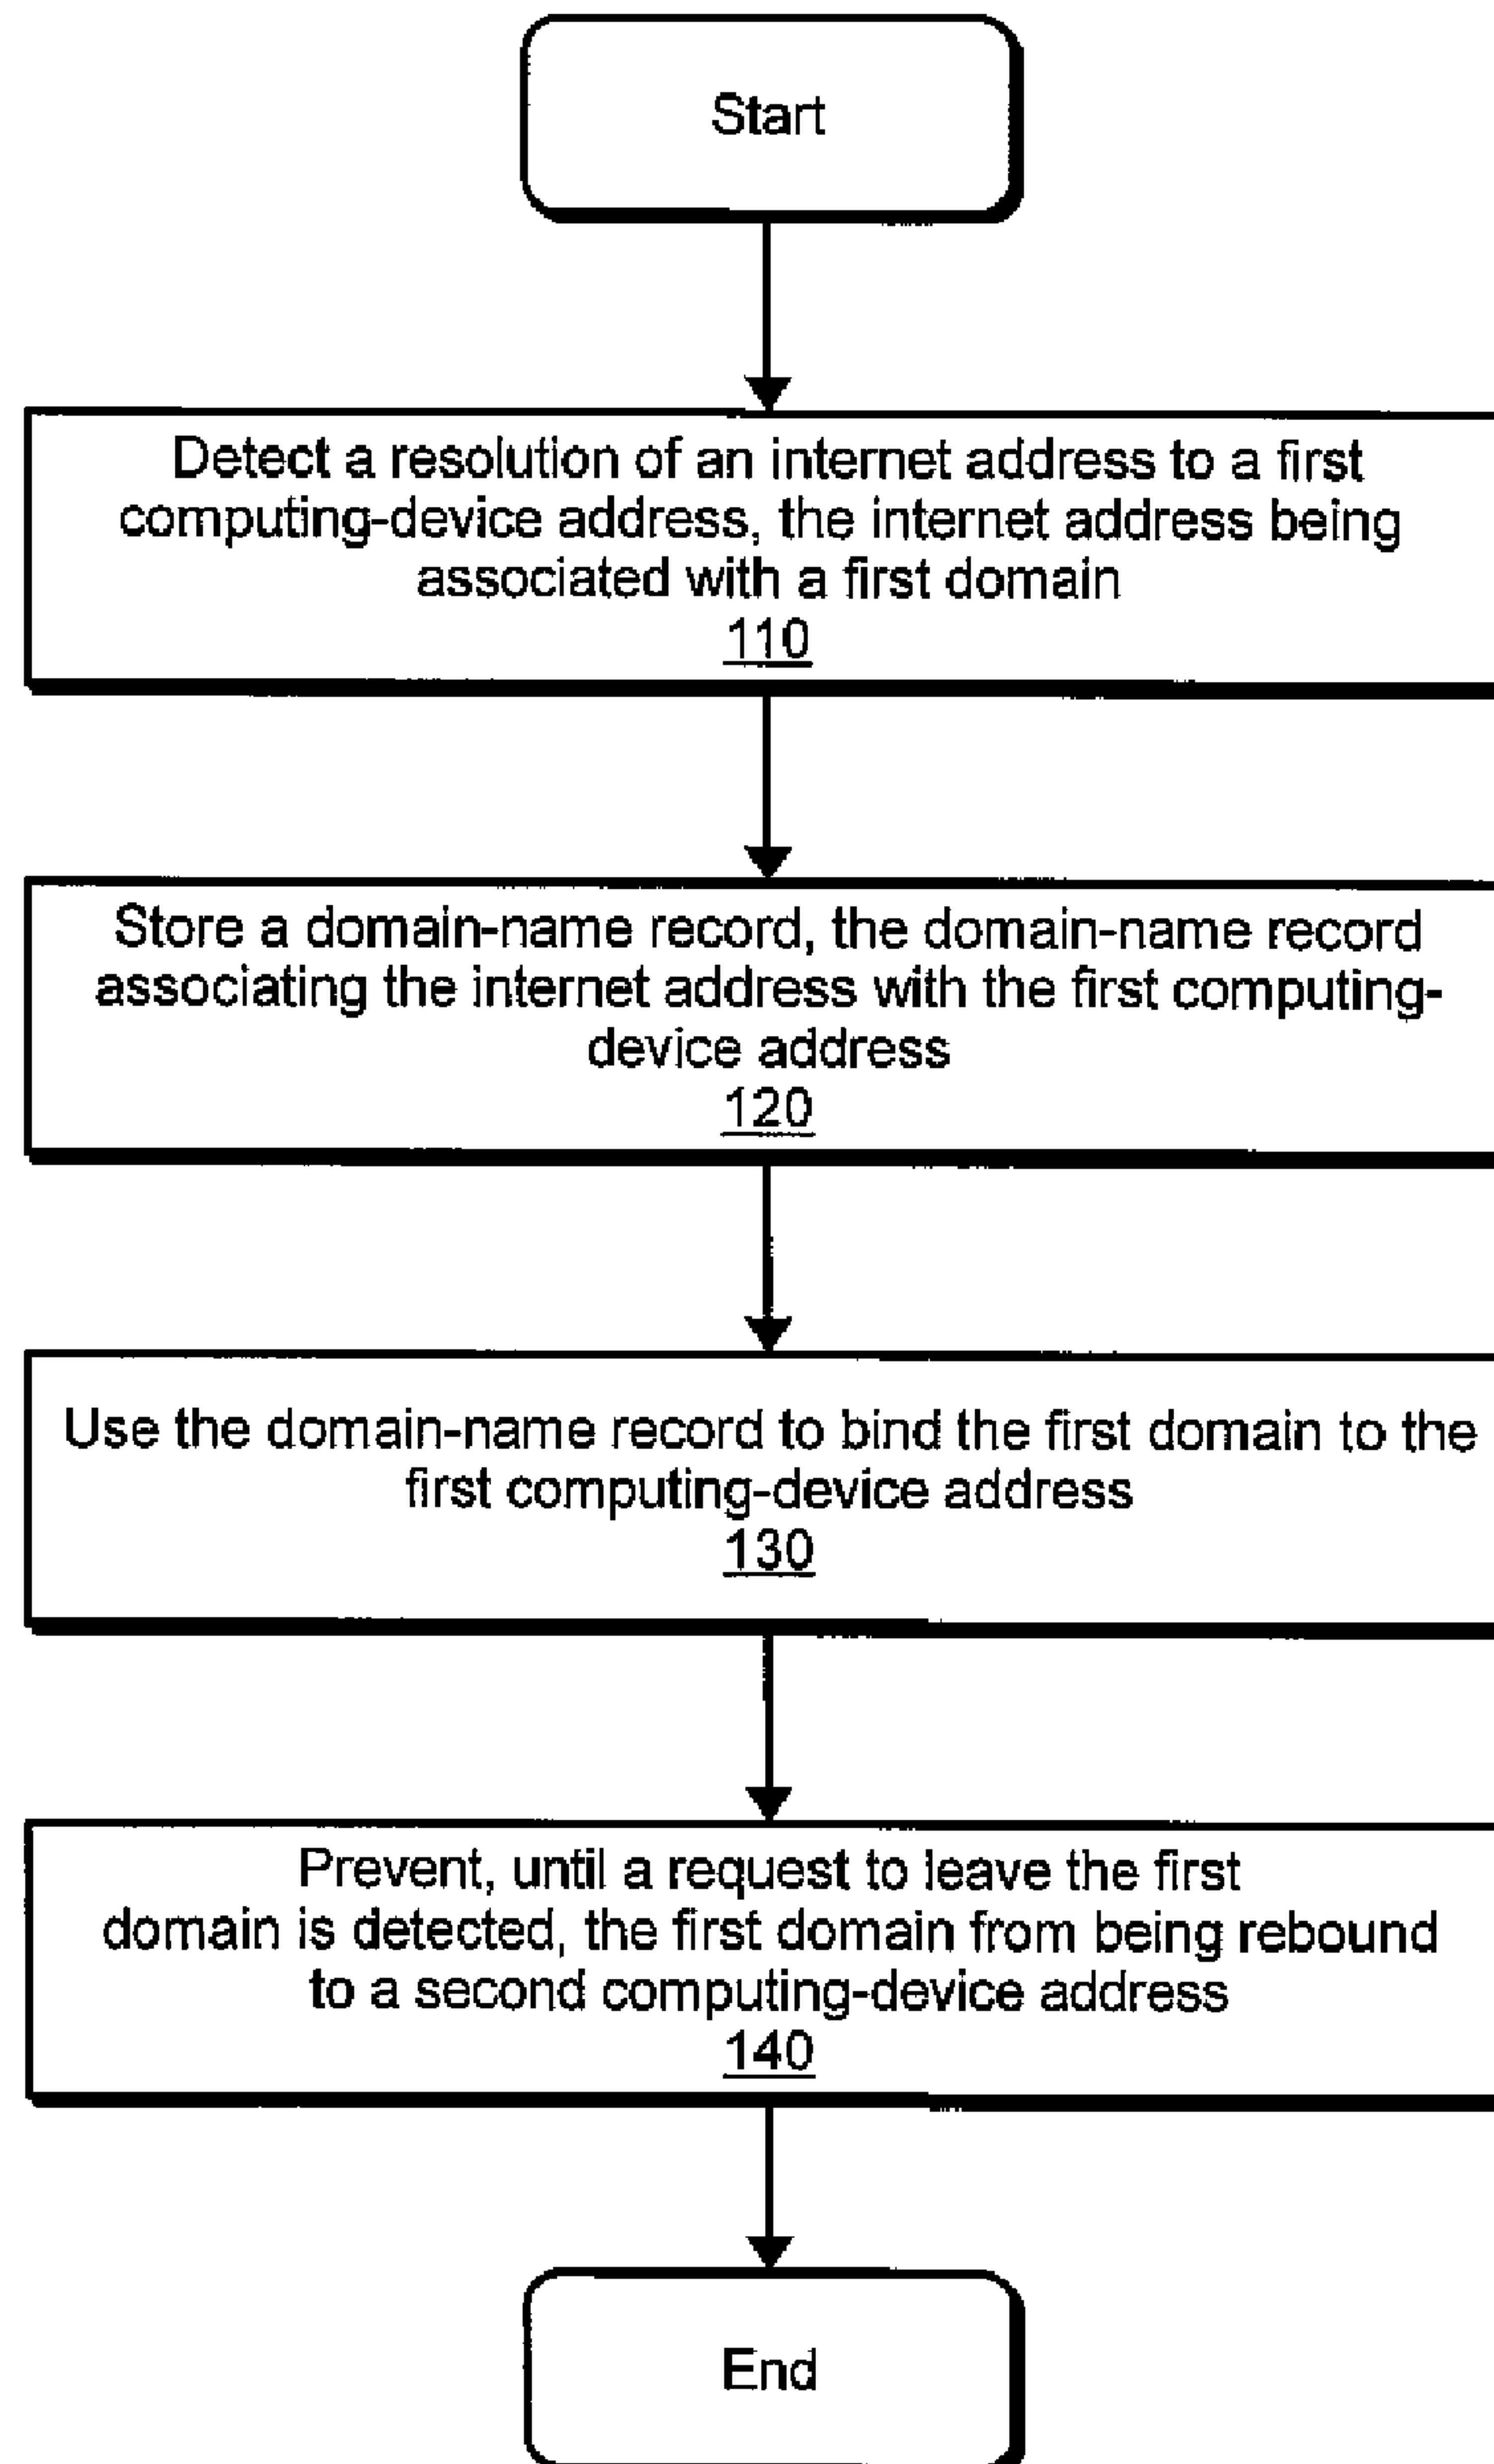 Start
Detect a resolution of an internet address to a first
computing-device address, the internet address being
associated with a first domain
110
Store a domain-name record, the domain-name record
associating the internet address with the first computing-
device address
120
Use the domain-name record to bind the first domain to the
first computing-device address
130
Prevent, until a request to leave the first
domain is detected, the first domain from being rebound
to a second computing-device address
140
End